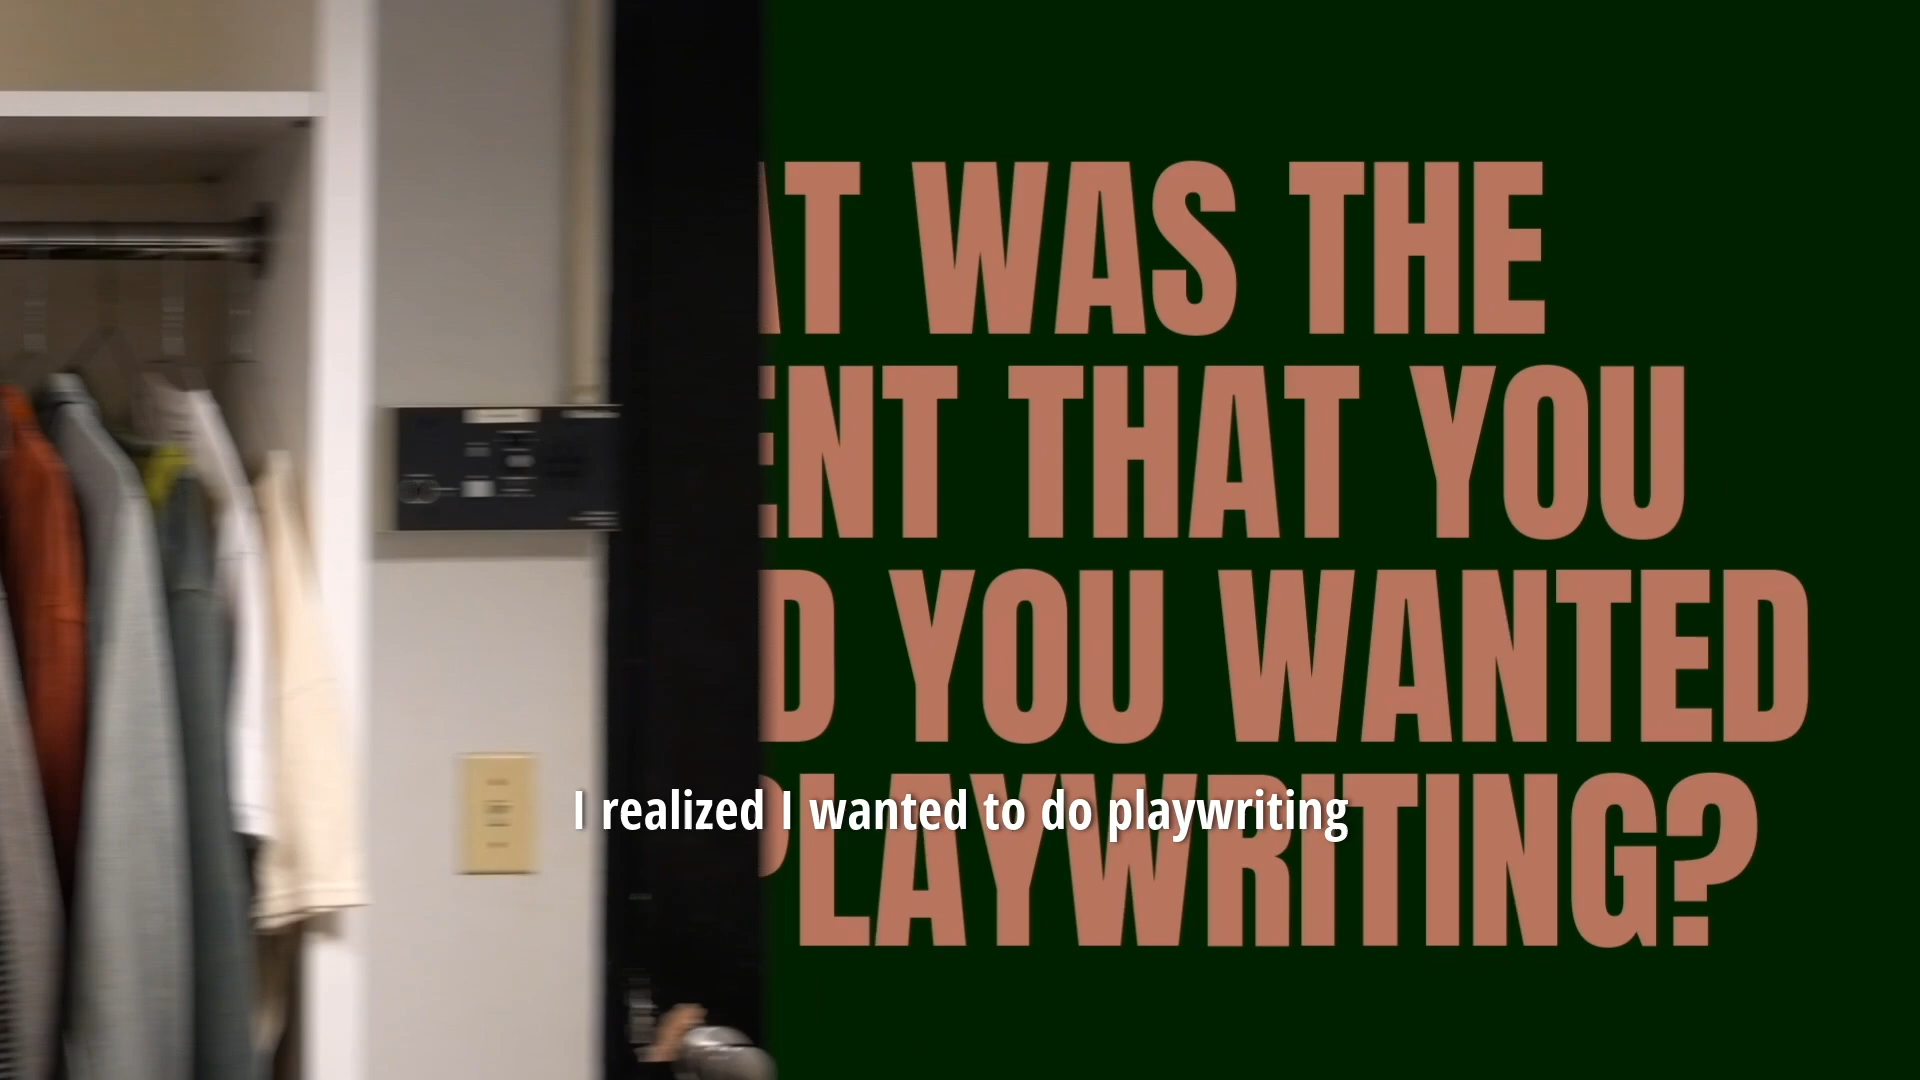 AT WAS THE
ENT THAT YOU
D YOU WANTED
PLAYWRITING?
I realized I wanted to do playwriting